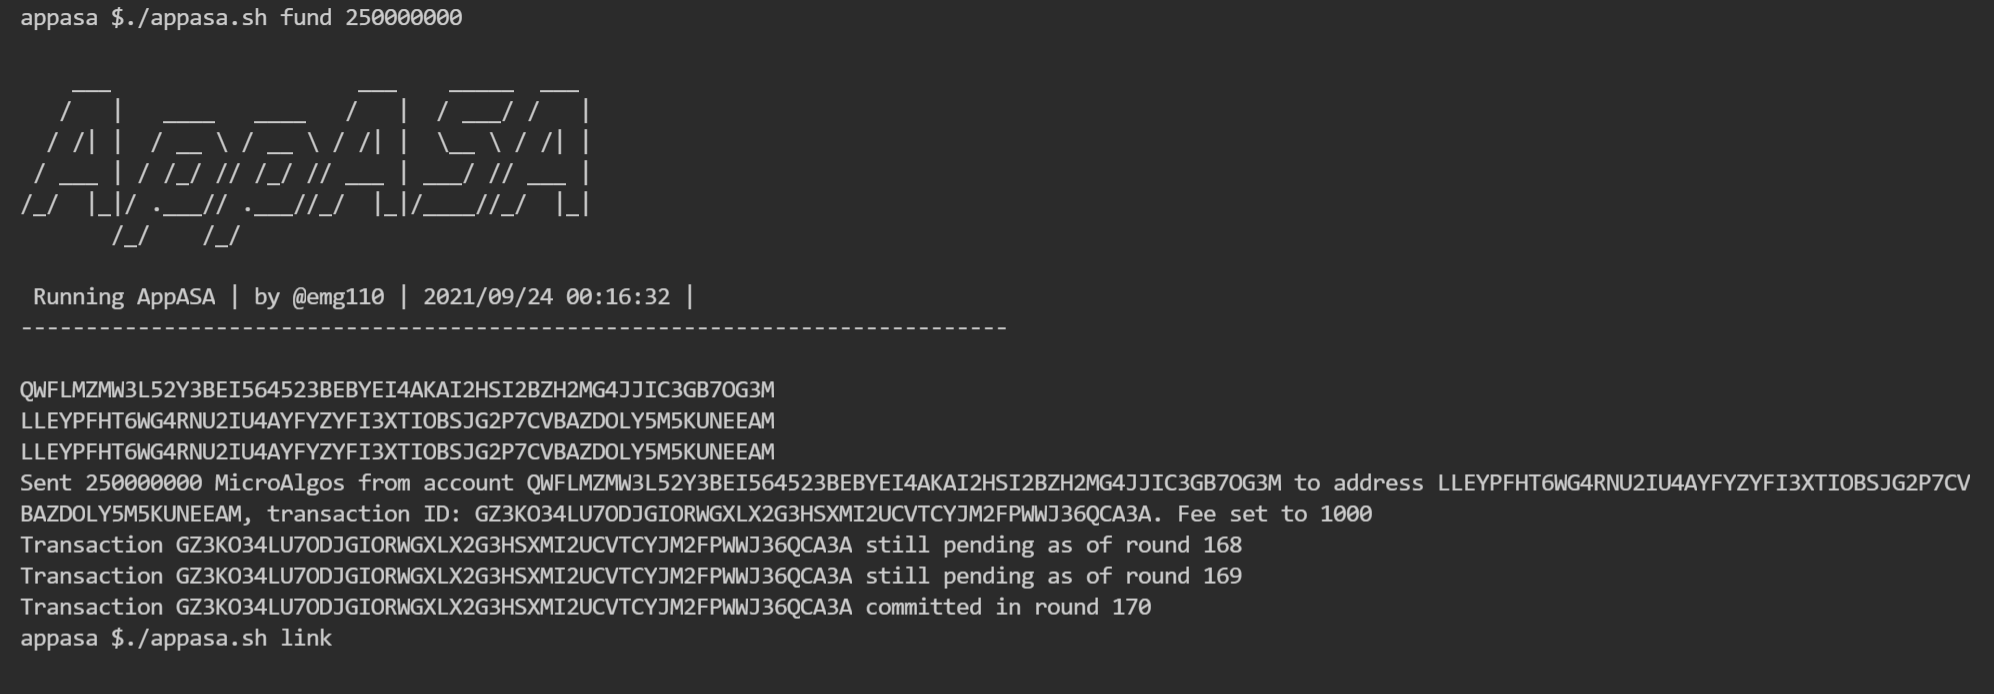 appasa $./appasa.sh fund 250000000
AppASA
Running AppASA | by @emg110 | 2021/09/24 00:16:32 |
----------------------------------------------------------------------------
QWFLMZMW3L52Y3BEI564523BEBYEI4AKAI2HSI2BZH2MG4JJIC3GB7OG3M
LLEYPFHT6WG4RNU2IU4AYFYZYFI3XTIOBSJG2P7CVBAZDOLY5M5KUNEEAM
LLEYPFHT6WG4RNU2IU4AYFYZYFI3XTIOBSJG2P7CVBAZDOLY5M5KUNEEAM
Sent 250000000 MicroAlgos from account QWFLMZMW3L52Y3BEI564523BEBYEI4AKAI2HSI2BZH2MG4JJIC3GB7OG3M to address LLEYPFHT6WG4RNU2IU4AYFYZYFI3XTIOBSJG2P7CV
BAZDOLY5M5KUNEEAM, transaction ID: GZ3KO34LU7ODJGIORWGXLX2G3HSXMI2UCVTCYJM2FPWWJ36QCA3A. Fee set to 1000
Transaction GZ3KO34LU7ODJGIORWGXLX2G3HSXMI2UCVTCYJM2FPWWJ36QCA3A still pending as of round 168
Transaction GZ3KO34LU7ODJGIORWGXLX2G3HSXMI2UCVTCYJM2FPWWJ36QCA3A still pending as of round 169
Transaction GZ3KO34LU7ODJGIORWGXLX2G3HSXMI2UCVTCYJM2FPWWJ36QCA3A committed in round 170
appasa $./appasa.sh link